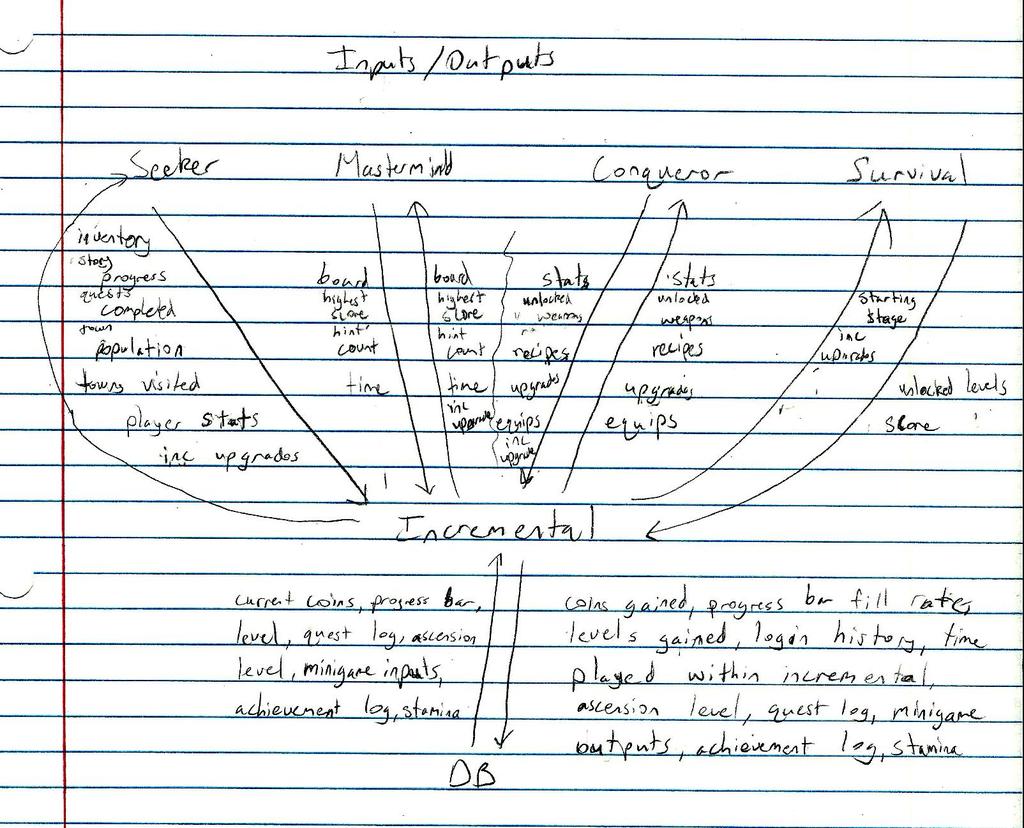 Inputs/Outputs
Seeker
Mastermind
Conqueror
Survival
inventory
story
progress
quests
completed
town
population
towns visited
player stats
inc upgrades
board
highest
score
hint
count
time
board
highest
score
hint
count
time
inc
upgrade
stats
unlocked
weapons
recipes
upgrades
equips
inc
upgrade
stats
unlocked
weapons
recipes
upgrades
equips
starting
stage
inc
upgrades
unlocked levels
score
Incremental
current coins, progress bar,
level, quest log, ascension
level, minigame inputs,
achievement log, stamina
coins gained, progress bar fill rate,
levels gained, login history, time
played within incremental,
ascension level, quest log, minigame
outputs, achievement log, stamina
DB